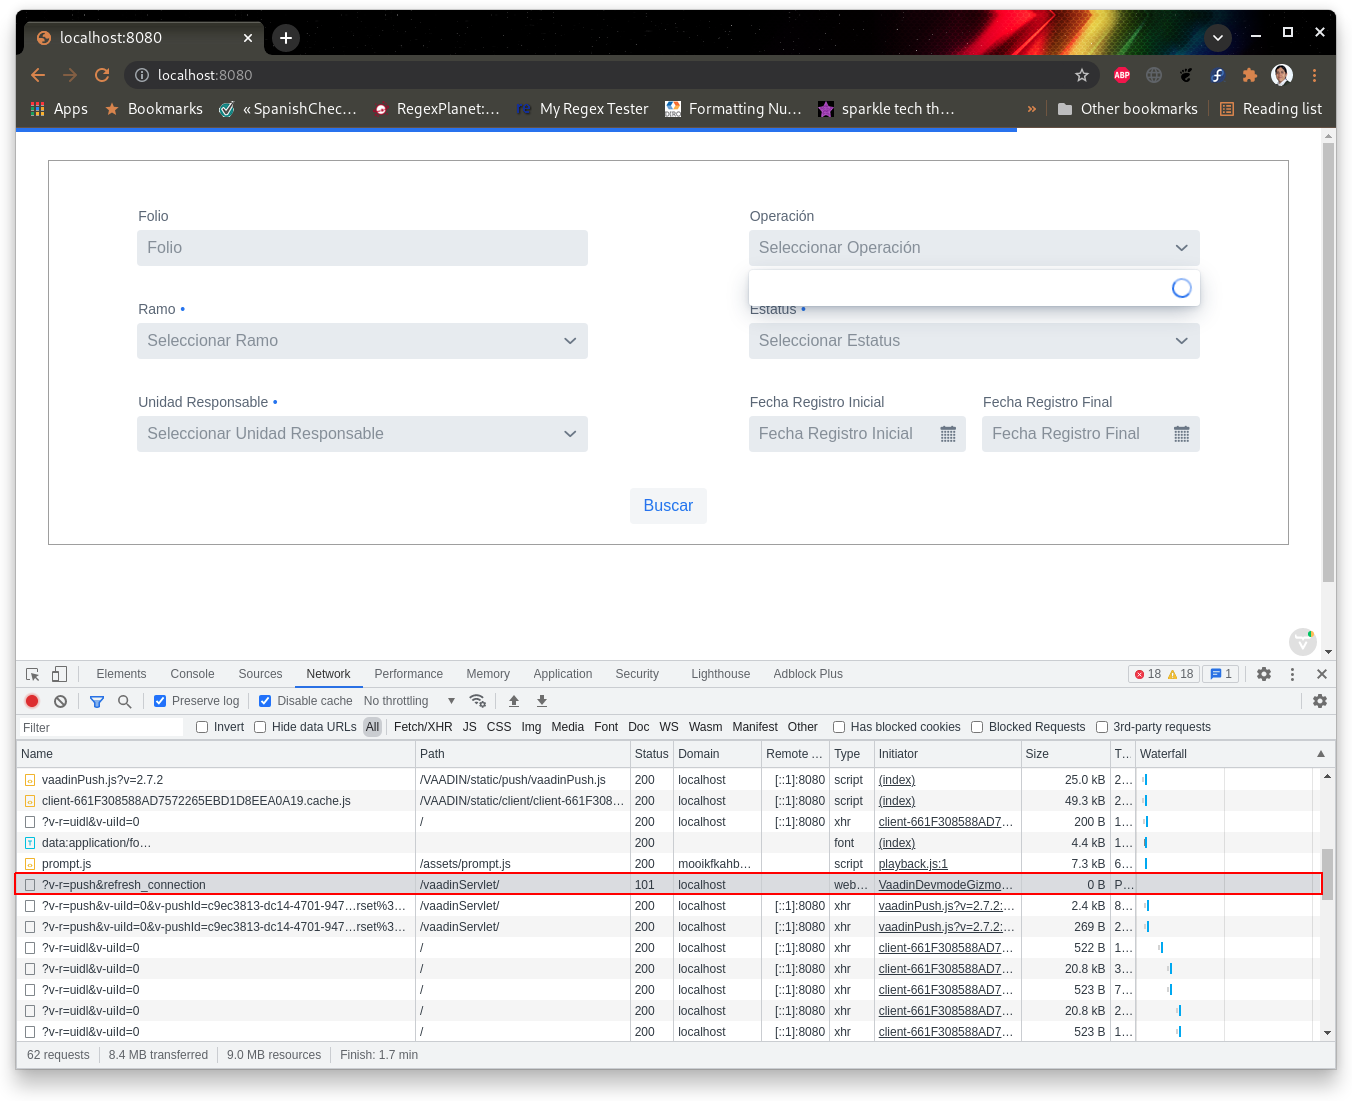 localhost:8080
localhost:8080
ABP
Apps Bookmarks « SpanishChec... RegexPlanet:... re My Regex Tester Formatting Nu... sparkle tech th... » Other bookmarks Reading list
Folio Operación
Folio Seleccionar Operación
Ramo • Estatus •
Seleccionar Ramo Seleccionar Estatus
Unidad Responsable • Fecha Registro Inicial Fecha Registro Final
Seleccionar Unidad Responsable Fecha Registro Inicial Fecha Registro Final
Buscar
Elements Console Sources Network Performance Memory Application Security Lighthouse Adblock Plus 18 18 1
Preserve log Disable cache No throttling
Filter Invert Hide data URLs All Fetch/XHR JS CSS Img Media Font Doc WS Wasm Manifest Other Has blocked cookies Blocked Requests 3rd-party requests
Name Path Status Domain Remote ... Type Initiator Size T... Waterfall
vaadinPush.js?v=2.7.2 /VAADIN/static/push/vaadinPush.js 200 localhost [::1]:8080 script (index) 25.0 kB 2...
client-661F308588AD7572265EBD1D8EEA0A19.cache.js /VAADIN/static/client/client-661F308... 200 localhost [::1]:8080 script (index) 49.3 kB 2...
?v-r=uidl&v-uiId=0 / 200 localhost [::1]:8080 xhr client-661F308588AD7... 200 B 1...
data:application/fo... 200 font (index) 4.4 kB 1...
prompt.js /assets/prompt.js 200 mooikfkahb... script playback.js:1 7.3 kB 6...
?v-r=push&refresh_connection /vaadinServlet/ 101 localhost web... VaadinDevmodeGizmo... 0 B P...
?v-r=push&v-uiId=0&v-pushId=c9ec3813-dc14-4701-947...rset%3... /vaadinServlet/ 200 localhost [::1]:8080 xhr vaadinPush.js?v=2.7.2:... 2.4 kB 8...
?v-r=push&v-uiId=0&v-pushId=c9ec3813-dc14-4701-947...rset%3... /vaadinServlet/ 200 localhost [::1]:8080 xhr vaadinPush.js?v=2.7.2:... 269 B 2...
?v-r=uidl&v-uiId=0 / 200 localhost [::1]:8080 xhr client-661F308588AD7... 522 B 1...
?v-r=uidl&v-uiId=0 / 200 localhost [::1]:8080 xhr client-661F308588AD7... 20.8 kB 3...
?v-r=uidl&v-uiId=0 / 200 localhost [::1]:8080 xhr client-661F308588AD7... 523 B 7...
?v-r=uidl&v-uiId=0 / 200 localhost [::1]:8080 xhr client-661F308588AD7... 20.8 kB 2...
?v-r=uidl&v-uiId=0 / 200 localhost [::1]:8080 xhr client-661F308588AD7... 523 B 1...
62 requests 8.4 MB transferred 9.0 MB resources Finish: 1.7 min